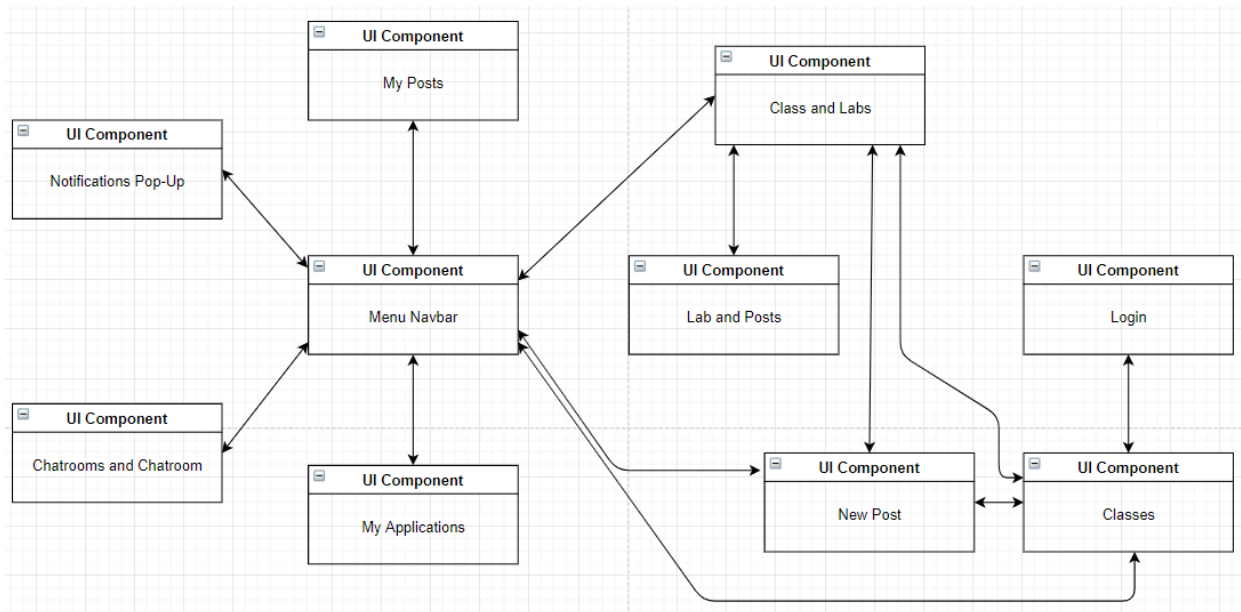 UI Component
My Posts
UI Component
Class and Labs
UI Component
Notifications Pop-Up
UI Component
Menu Navbar
UI Component
Lab and Posts
UI Component
Login
UI Component
Chatrooms and Chatroom
UI Component
My Applications
UI Component
New Post
UI Component
Classes